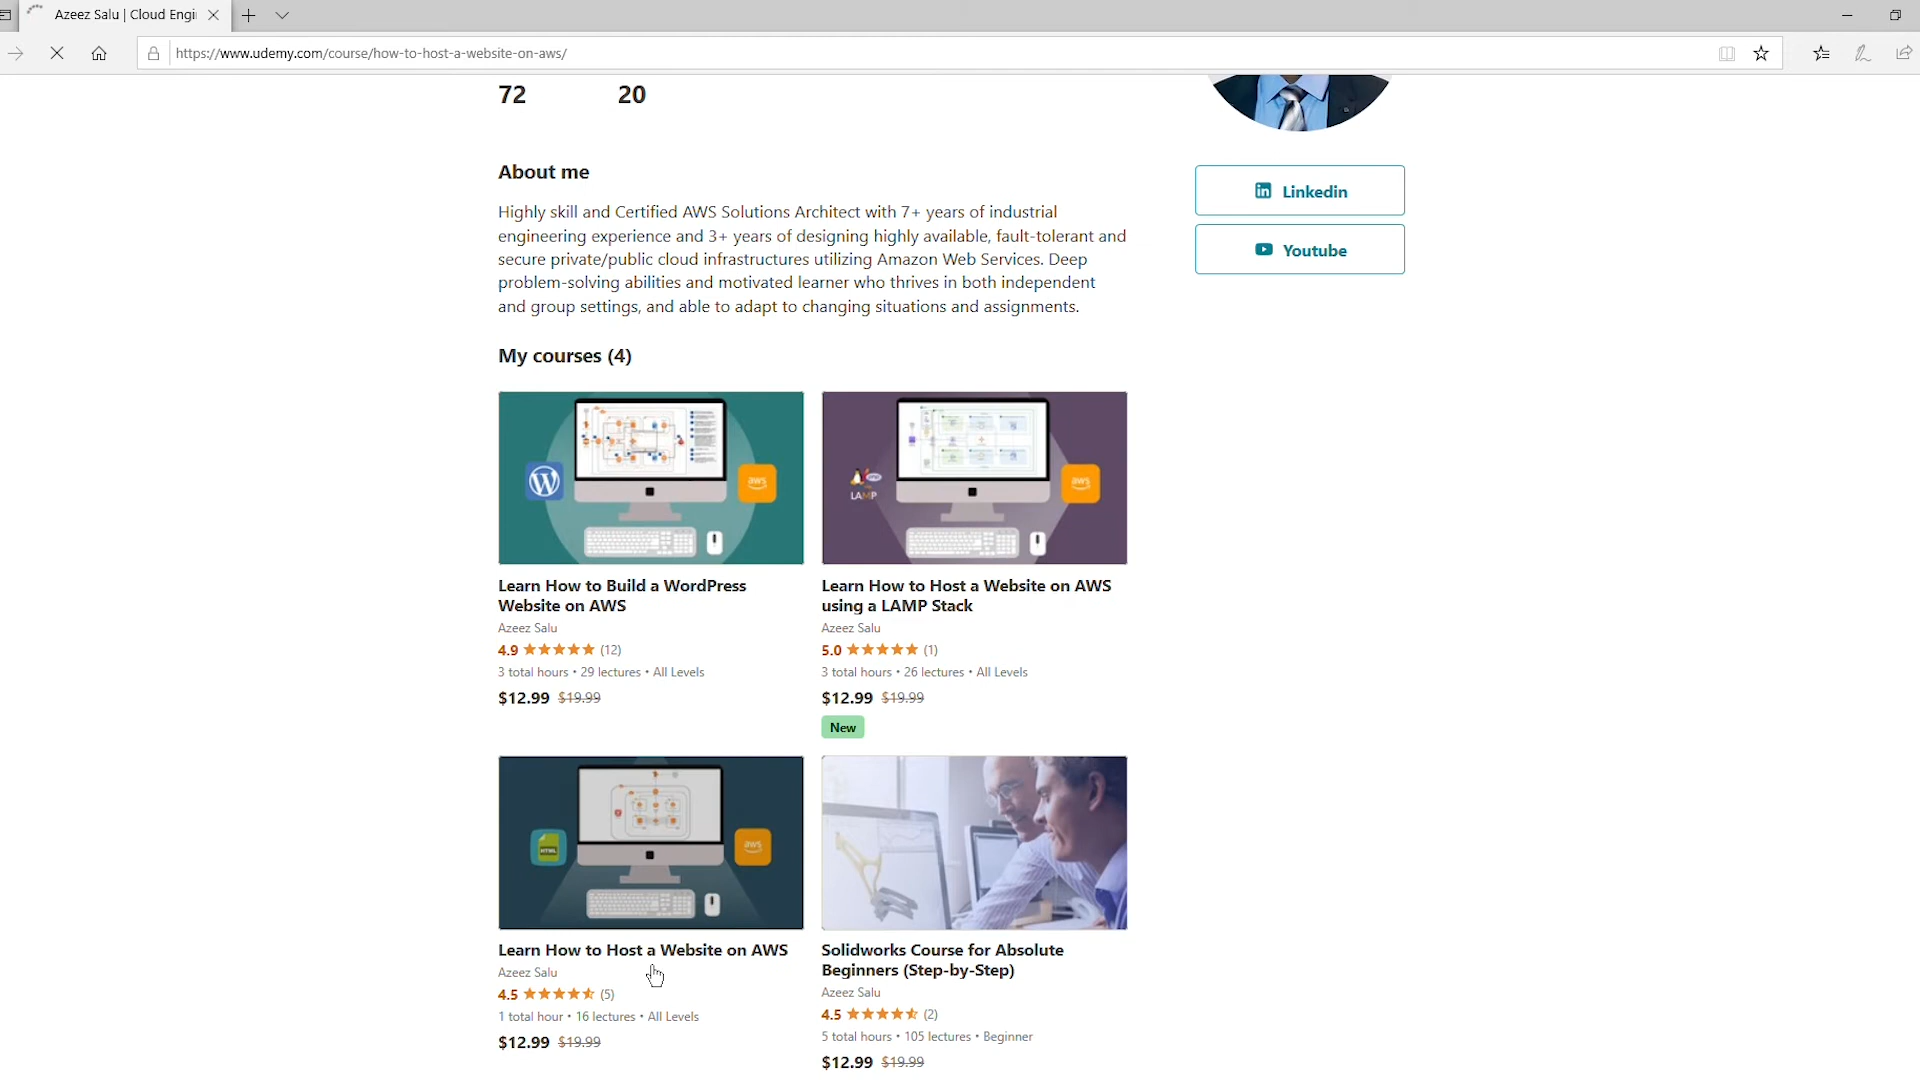 Azeez Salu | Cloud Engi
https://www.udemy.com/course/how-to-host-a-website-on-aws/
72 20
About me
Highly skill and Certified AWS Solutions Architect with 7+ years of industrial
engineering experience and 3+ years of designing highly available, fault-tolerant and
secure private/public cloud infrastructures utilizing Amazon Web Services. Deep
problem-solving abilities and motivated learner who thrives in both independent
and group settings, and able to adapt to changing situations and assignments.
Linkedin
Youtube
My courses (4)
aws
LAMP
aws
Learn How to Build a WordPress
Website on AWS
Azeez Salu
4.9 (12)
3 total hours • 29 lectures • All Levels
$12.99 $19.99
Learn How to Host a Website on AWS
using a LAMP Stack
Azeez Salu
5.0 (1)
3 total hours • 26 lectures • All Levels
$12.99 $19.99
New
HTML
aws
Learn How to Host a Website on AWS
Azeez Salu
4.5 (5)
1 total hour • 16 lectures • All Levels
$12.99 $19.99
Solidworks Course for Absolute
Beginners (Step-by-Step)
Azeez Salu
4.5 (2)
5 total hours • 105 lectures • Beginner
$12.99 $19.99